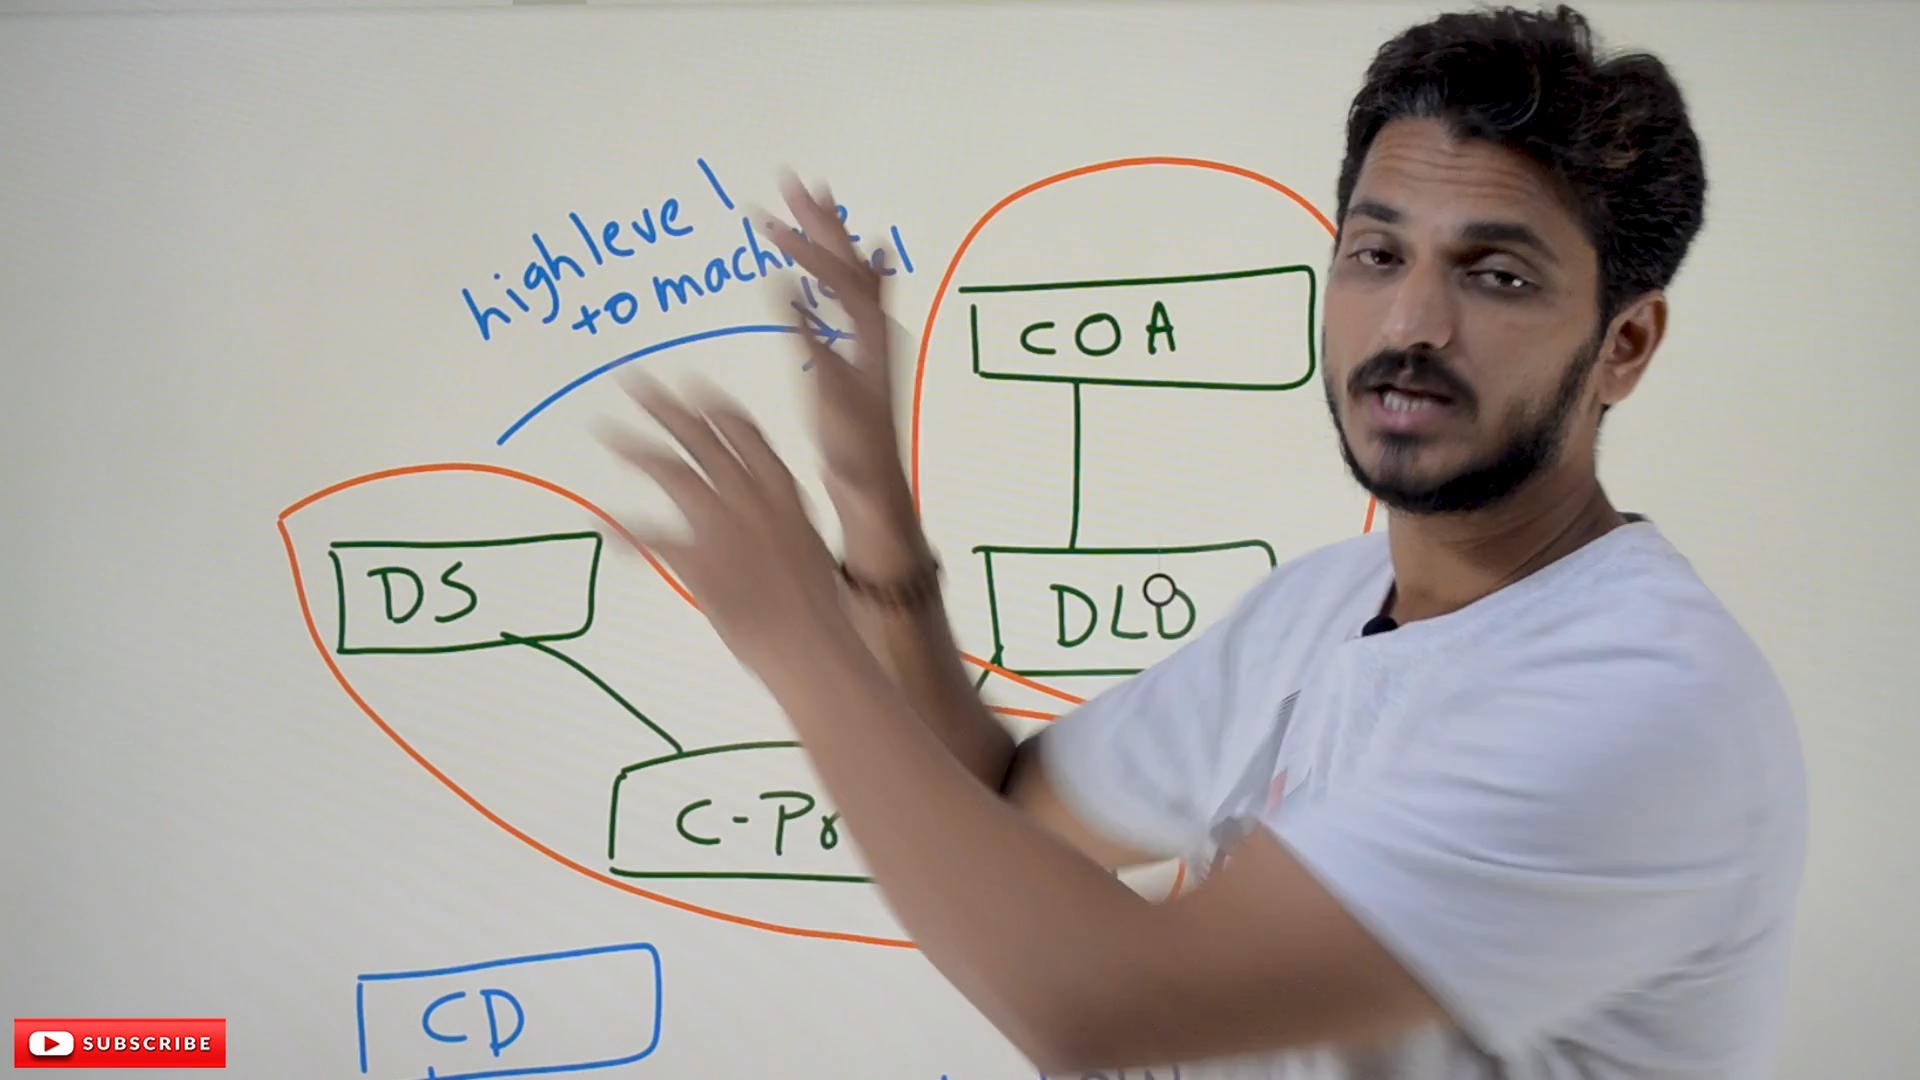 high level
to machine
level
COA
DS
DLD
C-Pr
CD
SUBSCRIBE